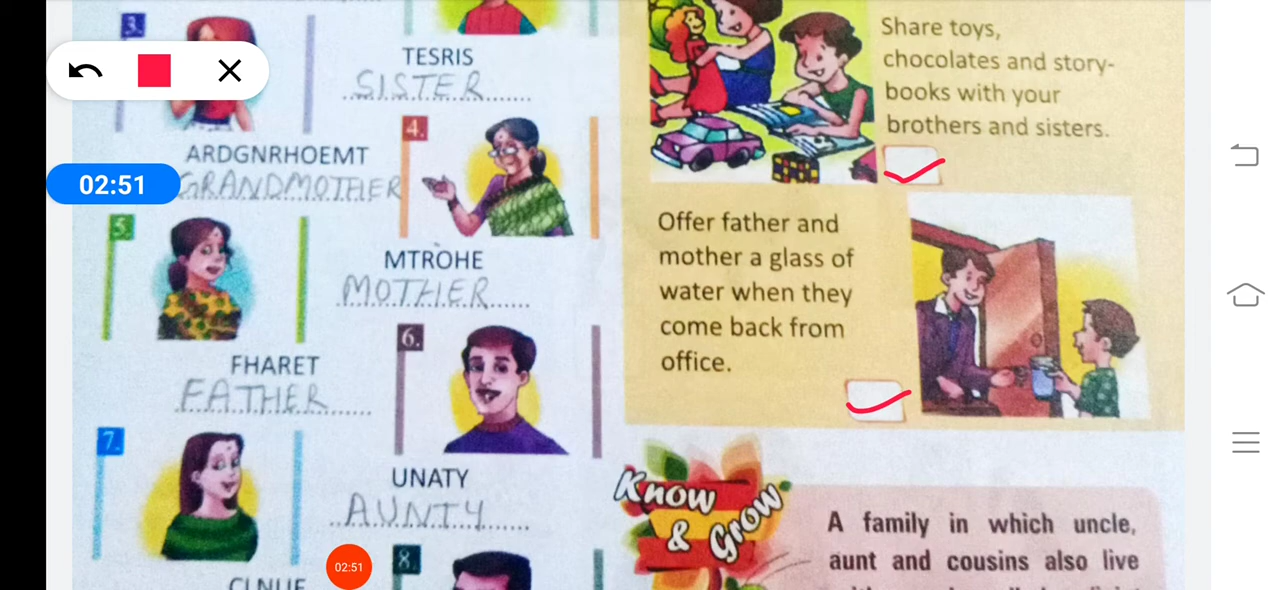 3.
TESRIS
SISTER
ARDGNRHOEMT
GRANDMOTHER
4.
MTROHE
MOTHER
5.
FHARET
FATHER
6.
UNATY
AUNTY
7.
8.
02:51
02:51
Share toys,
chocolates and story-
books with your
brothers and sisters.
Offer father and
mother a glass of
water when they
come back from
office.
Know
& Grow
A family in which uncle,
aunt and cousins also live